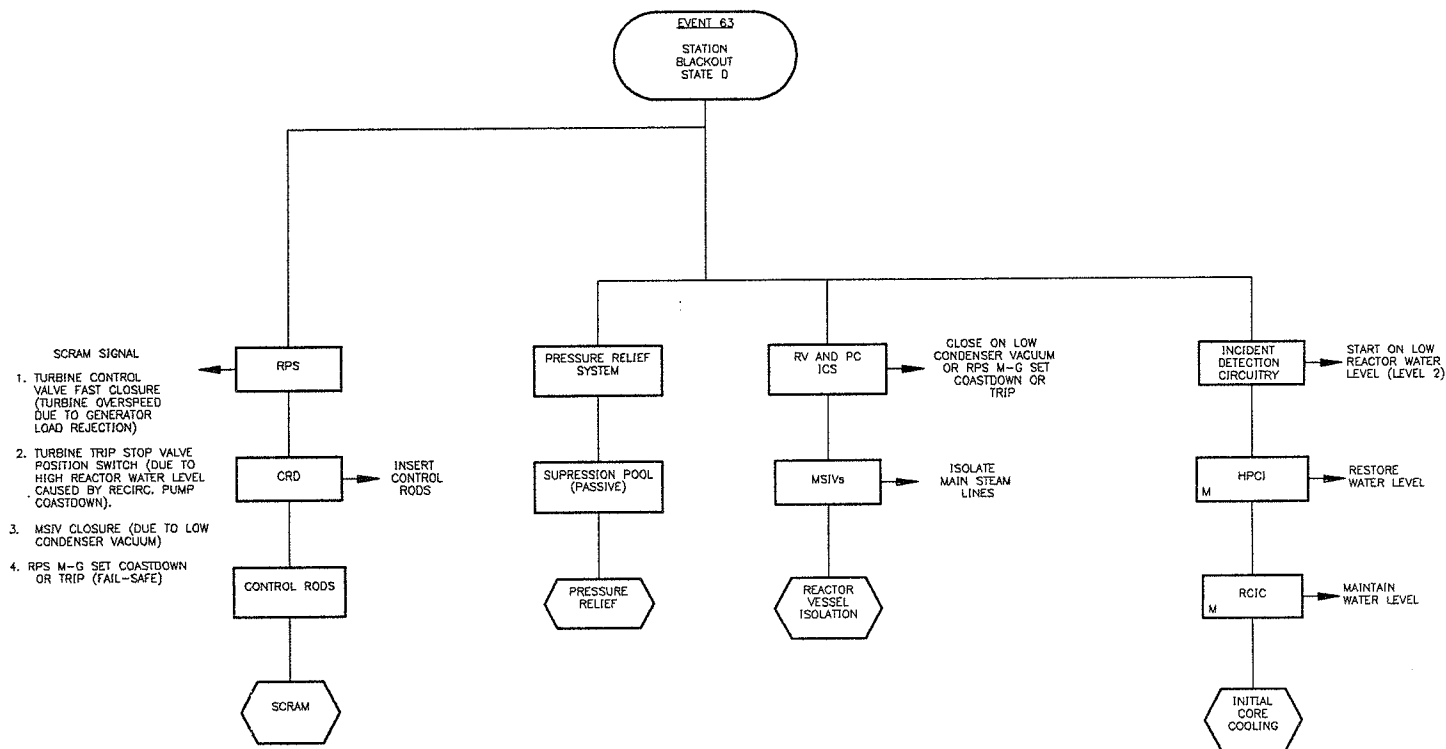 EVENT 63
STATION
BLACKOUT
STATE D
SCRAM SIGNAL
1. TURBINE CONTROL
VALVE FAST CLOSURE
(TURBINE OVERSPEED
DUE TO GENERATOR
LOAD REJECTION)
2. TURBINE TRIP STOP VALVE
POSITION SWITCH (DUE TO
HIGH REACTOR WATER LEVEL
CAUSED BY RECIRC. PUMP
COASTDOWN).
3. MSIV CLOSURE (DUE TO LOW
CONDENSER VACUUM)
4. RPS M-G SET COASTDOWN
OR TRIP (FAIL-SAFE)
RPS
CRD
INSERT
CONTROL
RODS
CONTROL RODS
SCRAM
PRESSURE RELIEF
SYSTEM
SUPRESSION POOL
(PASSIVE)
PRESSURE
RELIEF
RV AND PC
ICS
CLOSE ON LOW
CONDENSER VACUUM
OR RPS M-G SET
COASTDOWN OR
TRIP
MSIVs
ISOLATE
MAIN STEAM
LINES
REACTOR
VESSEL
ISOLATION
INCIDENT
DETECTION
CIRCUITRY
START ON LOW
REACTOR WATER
LEVEL (LEVEL 2)
HPCI
M
RESTORE
WATER LEVEL
RCIC
M
MAINTAIN
WATER LEVEL
INITIAL
CORE
COOLING